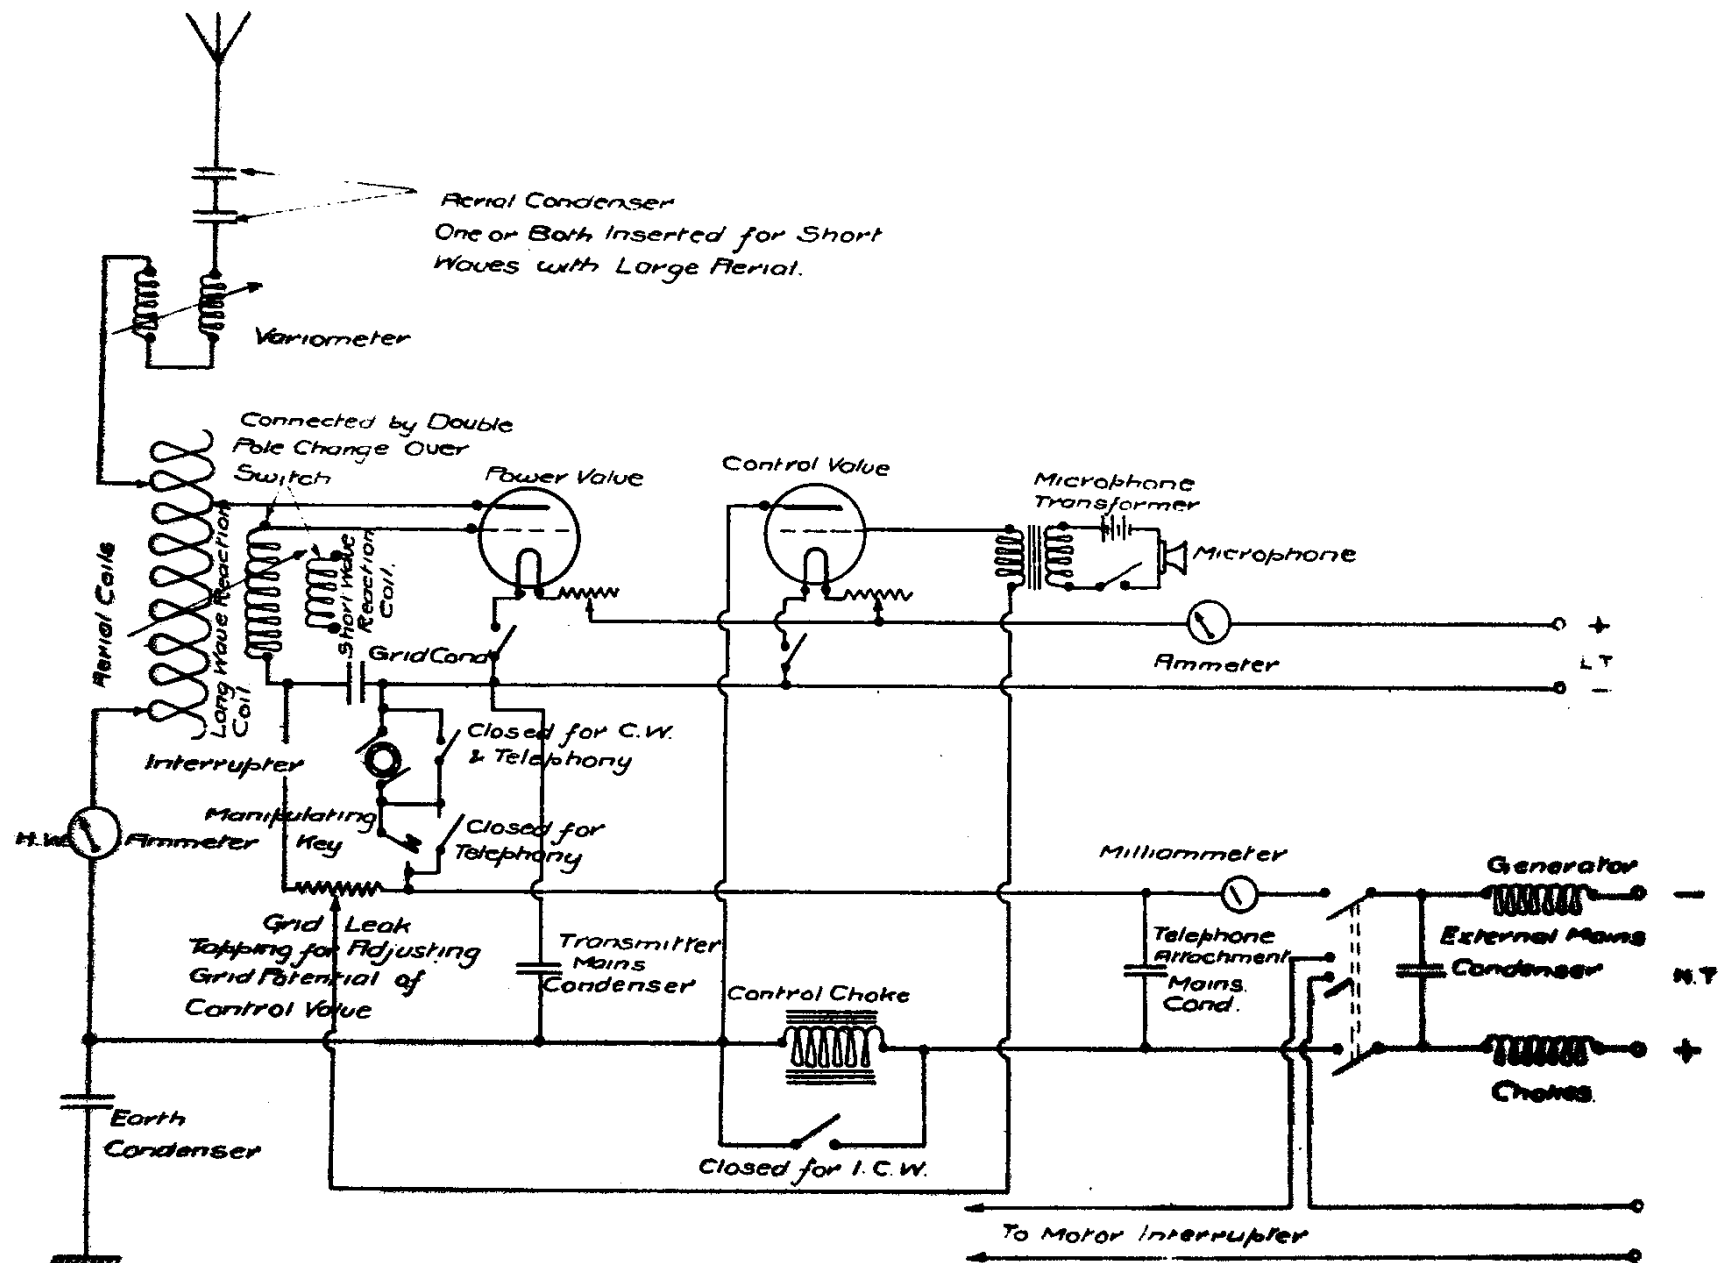 Aerial Condenser
One or Both Inserted for Short
Waves with Large Aerial.
Variometer
Connected by Double
Pole Change Over
Switch
Power Valve
Control Valve
Microphone
Transformer
Microphone
Aerial Coils
Long Wave Reaction
Coil.
Short Wave
Reaction
Coil.
Grid Cond
Ammeter
+
L T
-
Interrupter
Closed for C.W.
& Telephony
Manipulating
Key
Closed for
Telephony
H.W.
Ammeter
Milliammeter
Generator
-
Grid Leak
Tapping for Adjusting
Grid Potential of
Control Valve
Transmitter
Mains
Condenser
Telephone
Attachment
Mains.
Cond.
External Mains
Condenser
H.T
Control Choke
+
Chokes.
Earth
Condenser
Closed for I.C.W.
To Motor Interrupter